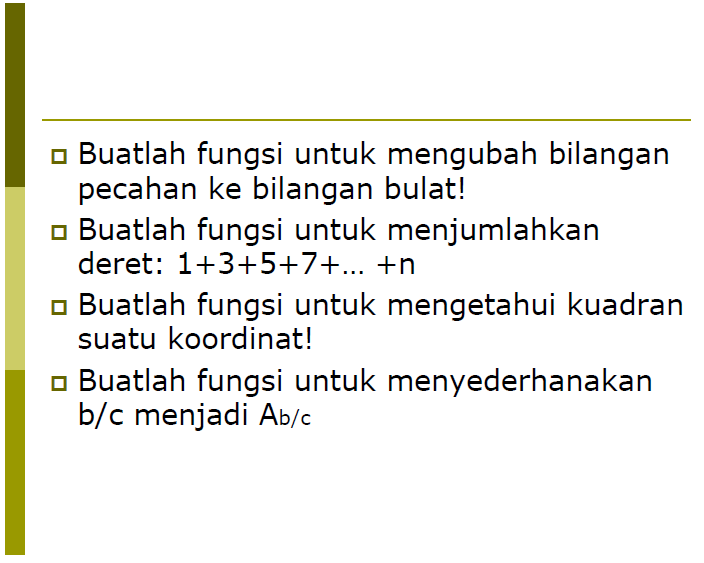 Buatlah fungsi untuk mengubah bilangan
pecahan ke bilangan bulat!
Buatlah fungsi untuk menjumlahkan
deret: 1+3+5+7+… +n
Buatlah fungsi untuk mengetahui kuadran
suatu koordinat!
Buatlah fungsi untuk menyederhanakan
b/c menjadi Ab/c